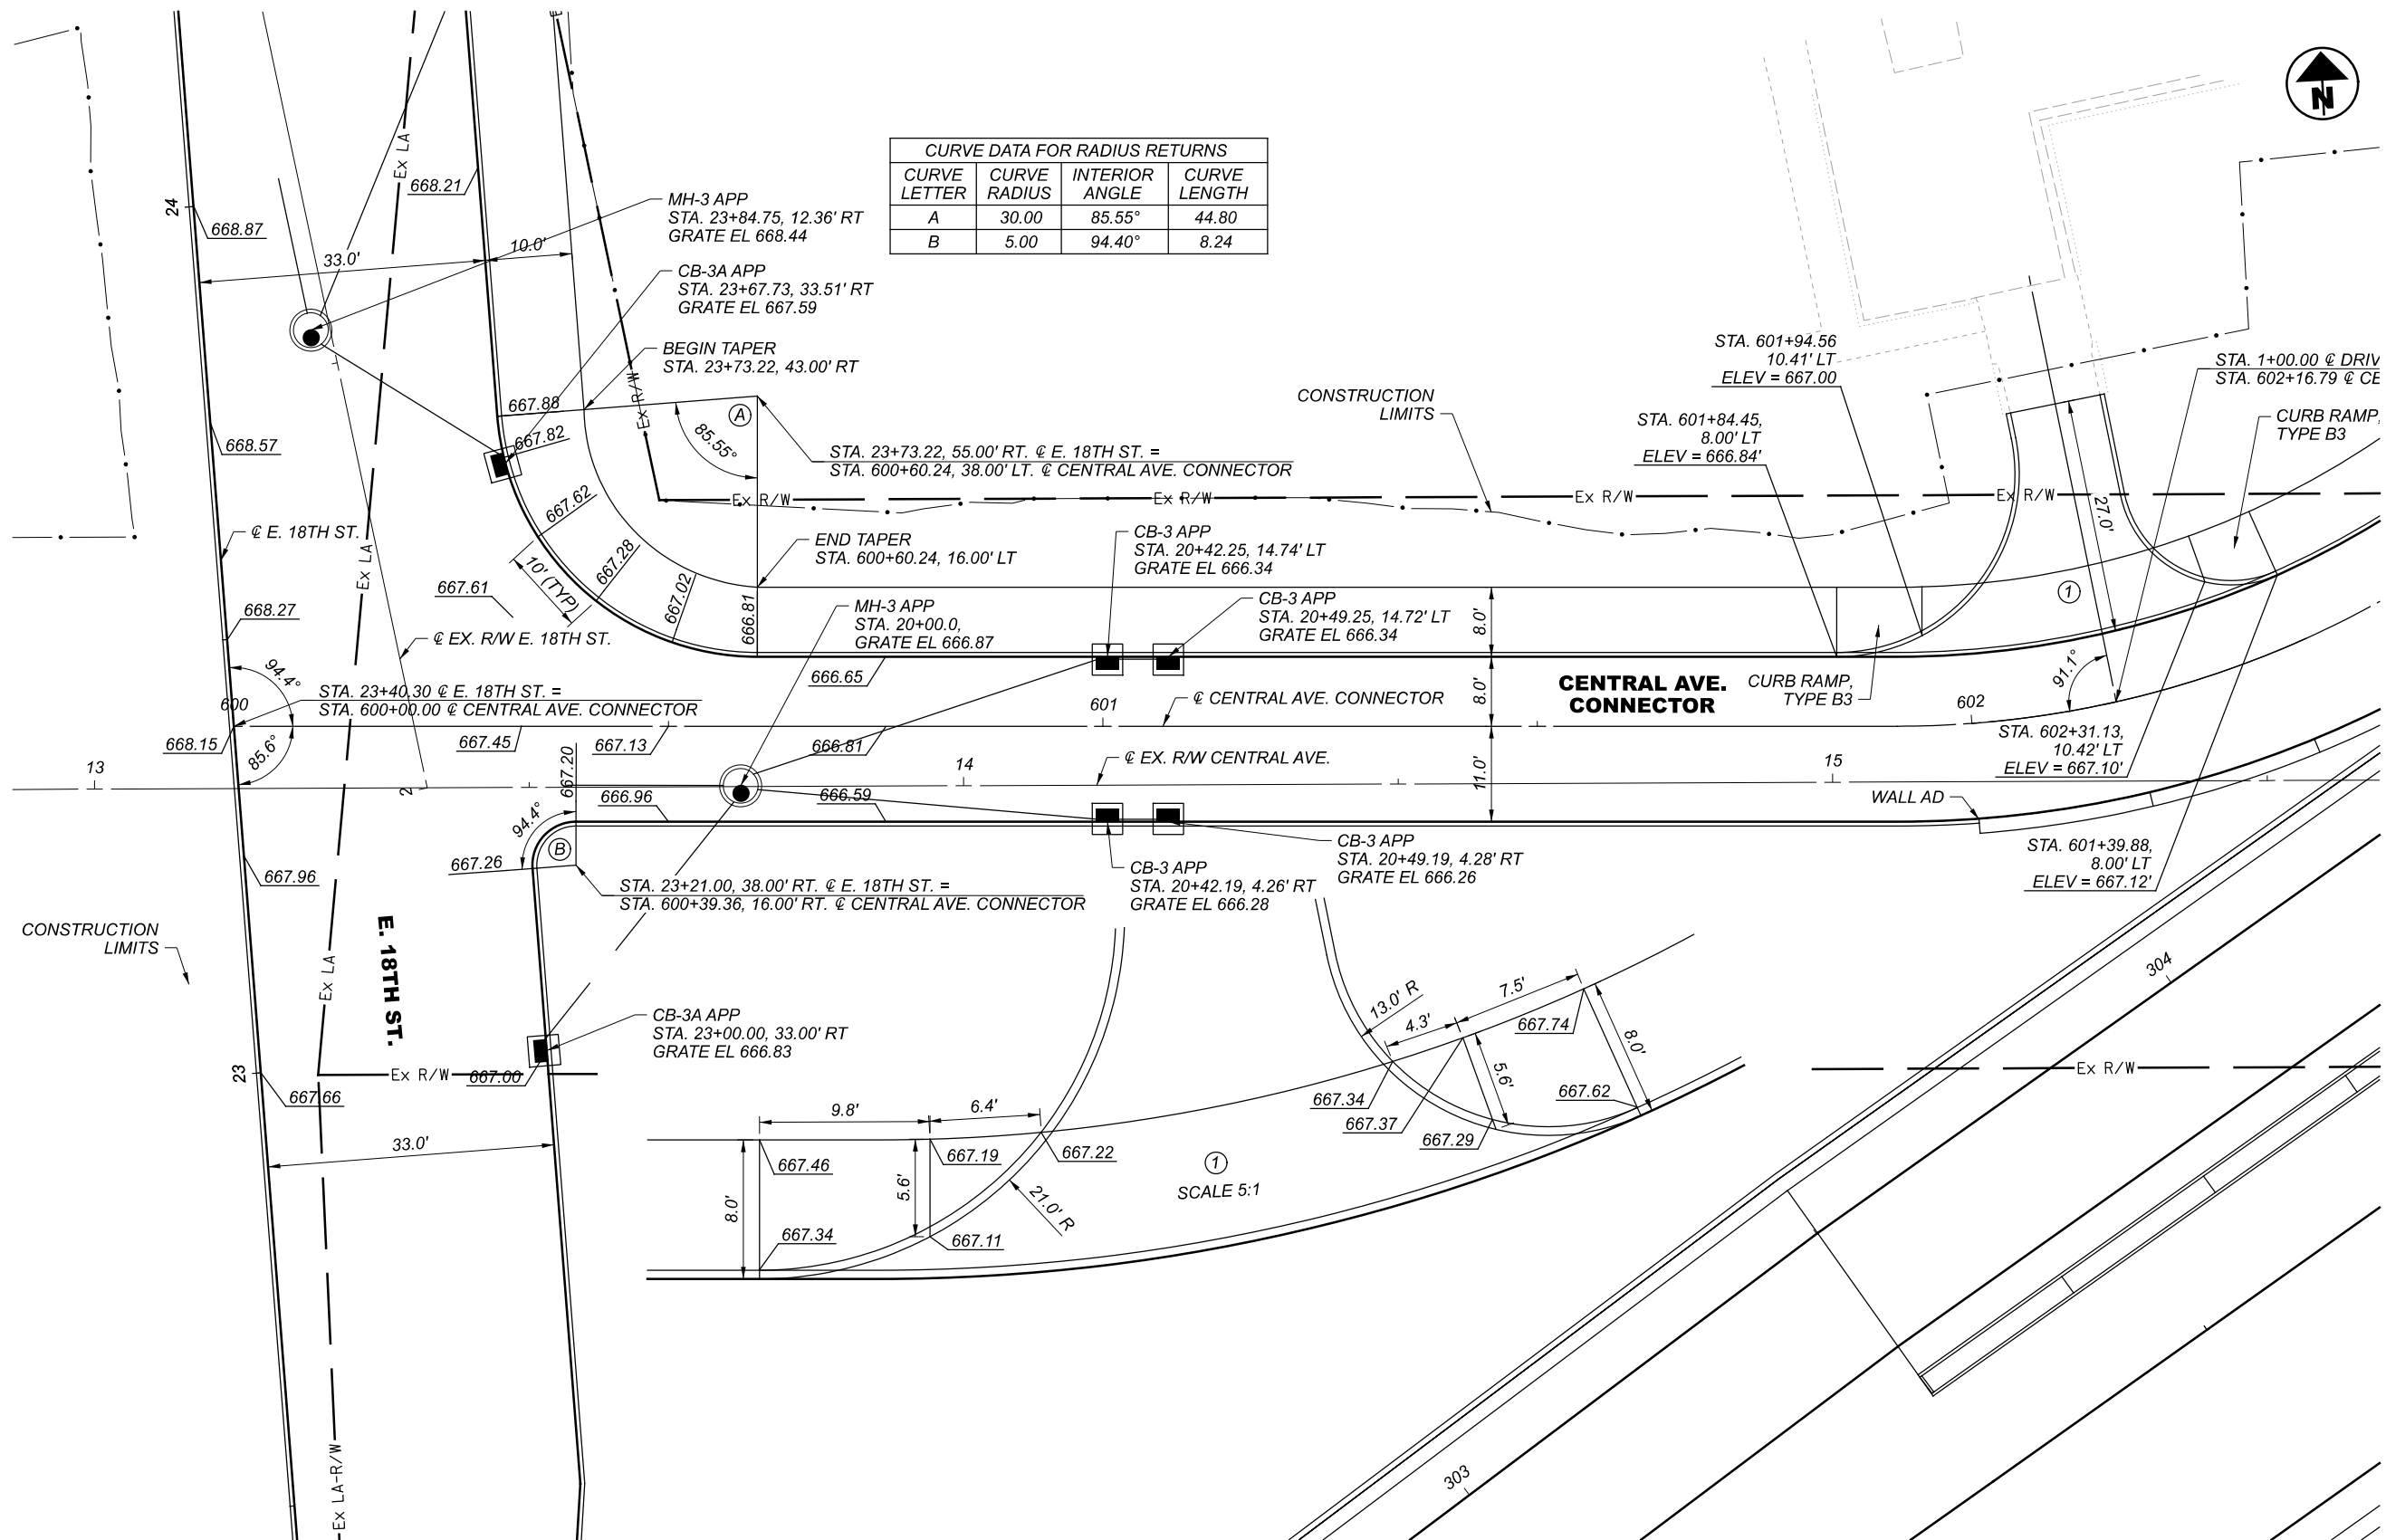 N
CURVE DATA FOR RADIUS RETURNS
CURVE LETTER CURVE RADIUS INTERIOR ANGLE CURVE LENGTH
A 30.00 85.55° 44.80
B 5.00 94.40° 8.24
Ex LA
24
668.21
668.87
33.0'
10.0'
MH-3 APP
STA. 23+84.75, 12.36' RT
GRATE EL 668.44
CB-3A APP
STA. 23+67.73, 33.51' RT
GRATE EL 667.59
BEGIN TAPER
STA. 23+73.22, 43.00' RT
Ex R/W
667.88
A
667.82
85.55°
668.57
STA. 23+73.22, 55.00' RT. ℄ E. 18TH ST. =
STA. 600+60.24, 38.00' LT. ℄ CENTRAL AVE. CONNECTOR
CONSTRUCTION
LIMITS
STA. 601+94.56
10.41' LT
ELEV = 667.00
STA. 601+84.45,
8.00' LT
ELEV = 666.84'
STA. 1+00.00 ℄ DRIV
STA. 602+16.79 ℄ CE
CURB RAMP,
TYPE B3
Ex R/W
Ex R/W
Ex R/W
27.0'
667.62
℄ E. 18TH ST.
667.28
10' (TYP)
END TAPER
STA. 600+60.24, 16.00' LT
CB-3 APP
STA. 20+42.25, 14.74' LT
GRATE EL 666.34
Ex LA
667.61
667.02
666.81
668.27
℄ EX. R/W E. 18TH ST.
MH-3 APP
STA. 20+00.0,
GRATE EL 666.87
CB-3 APP
STA. 20+49.25, 14.72' LT
GRATE EL 666.34
8.0'
1
94.4°
666.65
STA. 23+40.30 ℄ E. 18TH ST. =
STA. 600+00.00 ℄ CENTRAL AVE. CONNECTOR
600
℄ CENTRAL AVE. CONNECTOR
601
8.0'
CENTRAL AVE.
CONNECTOR
CURB RAMP,
TYPE B3
91.1°
602
668.15
85.6°
667.45
667.13
667.20
666.81
℄ EX. R/W CENTRAL AVE.
11.0'
STA. 602+31.13,
10.42' LT
ELEV = 667.10'
13
2
14
15
666.96
666.59
WALL AD
94.4°
B
667.26
667.96
STA. 23+21.00, 38.00' RT. ℄ E. 18TH ST. =
STA. 600+39.36, 16.00' RT. ℄ CENTRAL AVE. CONNECTOR
CB-3 APP
STA. 20+42.19, 4.26' RT
GRATE EL 666.28
CB-3 APP
STA. 20+49.19, 4.28' RT
GRATE EL 666.26
STA. 601+39.88,
8.00' LT
ELEV = 667.12'
CONSTRUCTION
LIMITS
Ex LA
E. 18TH ST.
CB-3A APP
STA. 23+00.00, 33.00' RT
GRATE EL 666.83
304
23
Ex R/W
667.00
667.66
33.0'
13.0' R
4.3'
7.5'
667.74
8.0'
5.6'
667.34
667.37
667.29
667.62
Ex R/W
9.8'
6.4'
8.0'
667.46
5.6'
667.19
667.22
21.0' R
667.34
667.11
1
SCALE 5:1
Ex LA-R/W
303